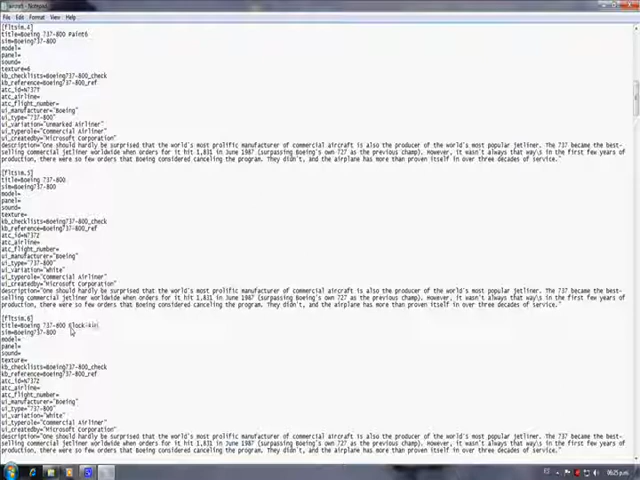 aircraft - Notepad
File Edit Format View Help
[fltsim.4]
title=Boeing 737-800 Paint6
sim=Boeing737-800
model=
panel=
sound=
texture=6
kb_checklists=Boeing737-800_check
kb_reference=Boeing737-800_ref
atc_id=N737Y
atc_airline=
atc_flight_number=
ui_manufacturer="Boeing"
ui_type="737-800"
ui_variation="Unmarked Airliner"
ui_typerole="Commercial Airliner"
ui_createdby="Microsoft Corporation"
description="One should hardly be surprised that the world's most prolific manufacturer of commercial aircraft is also the producer of the world's most popular jetliner. The 737 became the best-
selling commercial jetliner worldwide when orders for it hit 1,831 in June 1987 (surpassing Boeing's own 727 as the previous champ). However, it wasn't always that way\s in the first few years of
production, there were so few orders that Boeing considered canceling the program. They didn't, and the airplane has more than proven itself in over three decades of service."
[fltsim.5]
title=Boeing 737-800
sim=Boeing737-800
model=
panel=
sound=
texture=
kb_checklists=Boeing737-800_check
kb_reference=Boeing737-800_ref
atc_id=N7372
atc_airline=
atc_flight_number=
ui_manufacturer="Boeing"
ui_type="737-800"
ui_variation="White"
ui_typerole="Commercial Airliner"
ui_createdby="Microsoft Corporation"
description="One should hardly be surprised that the world's most prolific manufacturer of commercial aircraft is also the producer of the world's most popular jetliner. The 737 became the best-
selling commercial jetliner worldwide when orders for it hit 1,831 in June 1987 (surpassing Boeing's own 727 as the previous champ). However, it wasn't always that way\s in the first few years of
production, there were so few orders that Boeing considered canceling the program. They didn't, and the airplane has more than proven itself in over three decades of service."
[fltsim.6]
title=Boeing 737-800
sim=Boeing737-800
model=
panel=
sound=
texture=
kb_checklists=Boeing737-800_check
kb_reference=Boeing737-800_ref
atc_id=N7372
atc_airline=
atc_flight_number=
ui_manufacturer="Boeing"
ui_type="737-800"
ui_variation="White"
ui_typerole="Commercial Airliner"
ui_createdby="Microsoft Corporation"
description="One should hardly be surprised that the world's most prolific manufacturer of commercial aircraft is also the producer of the world's most popular jetliner. The 737 became the best-
selling commercial jetliner worldwide when orders for it hit 1,831 in June 1987 (surpassing Boeing's own 727 as the previous champ). However, it wasn't always that way\s in the first few years of
production, there were so few orders that Boeing considered canceling the program. They didn't, and the airplane has more than proven itself in over three decades of service."
06:25 p.m.